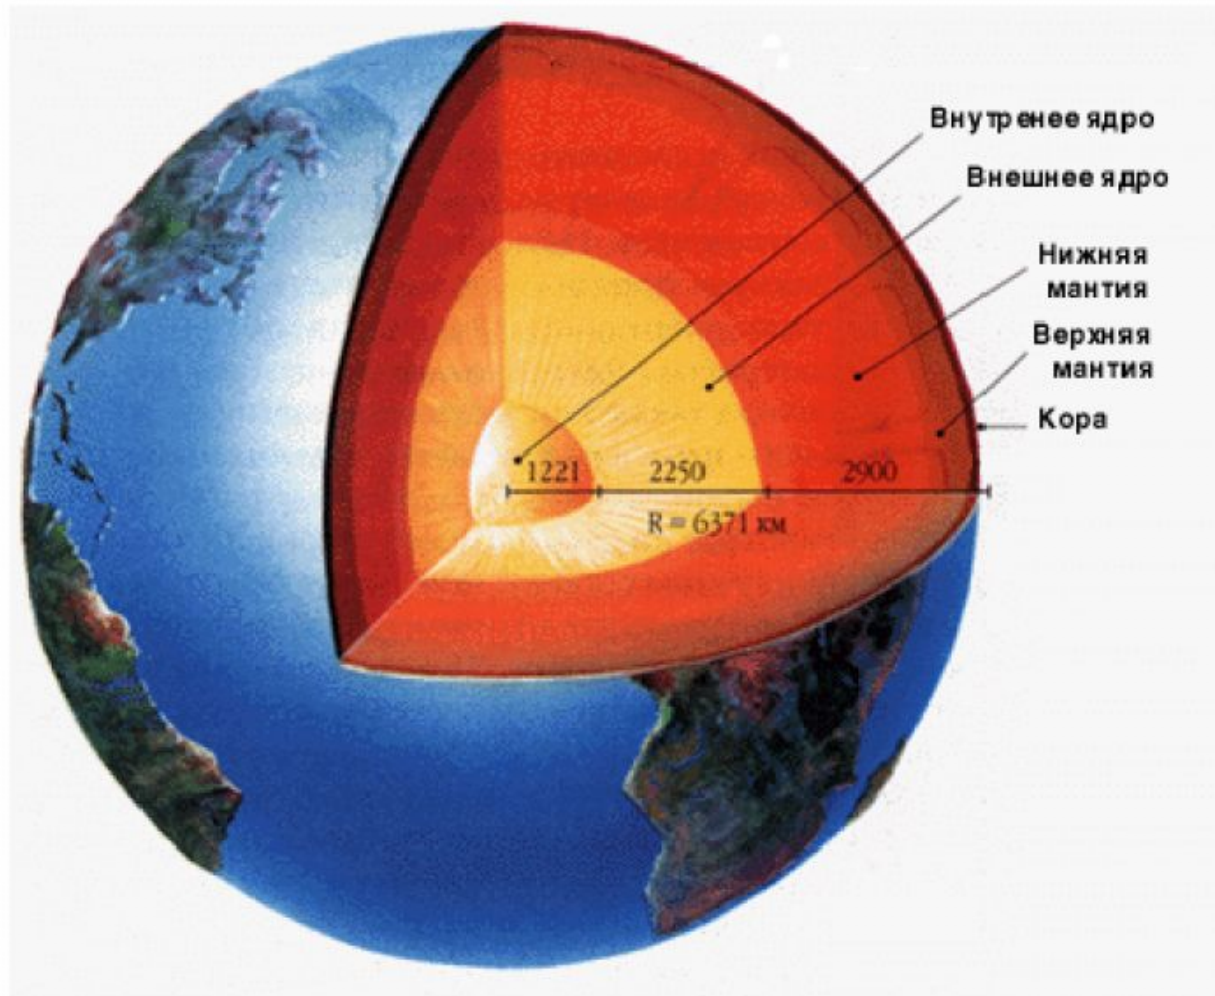 Внутренее ядро
Внешнее ядро
Нижняя
мантия
Верхняя
мантия
Кора
1221
2250
2900
R = 6371 км